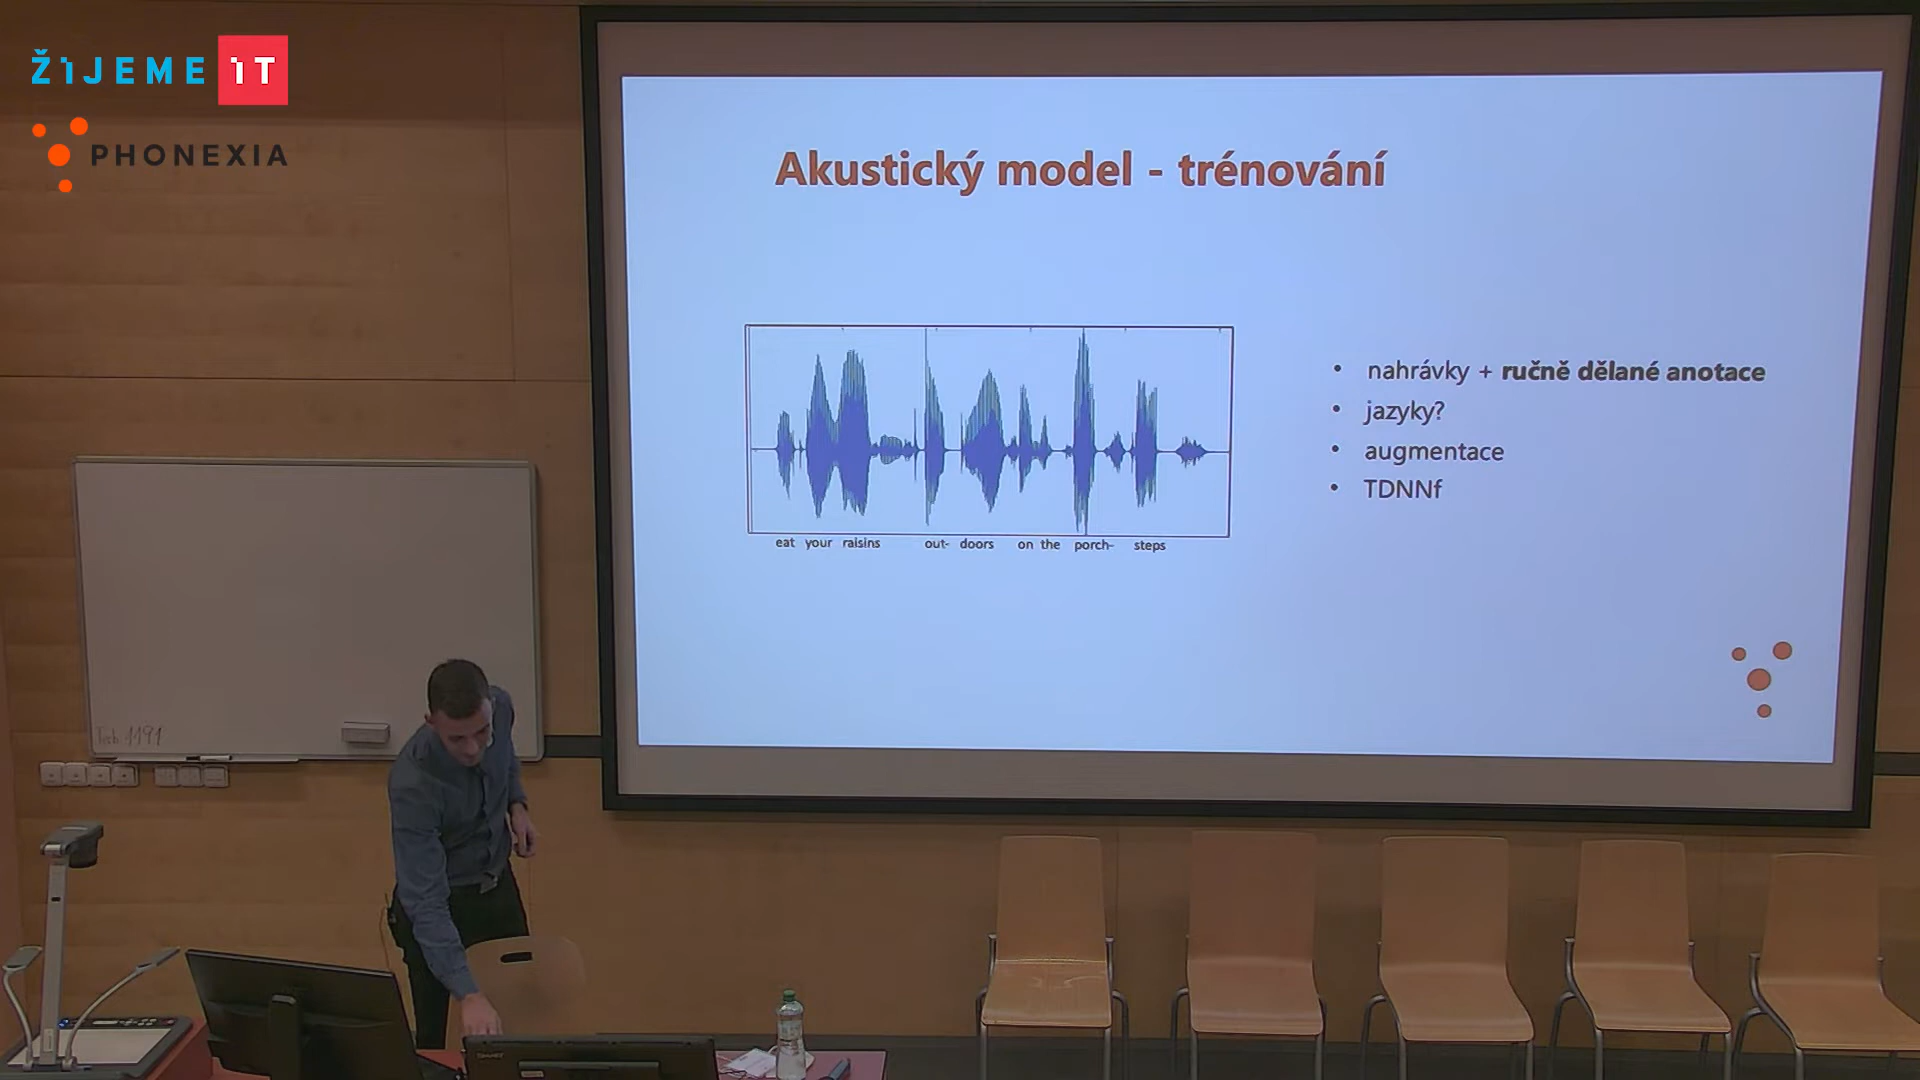 ŽIJEME IT
PHONEXIA
Akustický model - trénování
• nahrávky + ručně dělané anotace
• jazyky?
• augmentace
• TDNNf
eat your raisins out- doors on the porch- steps